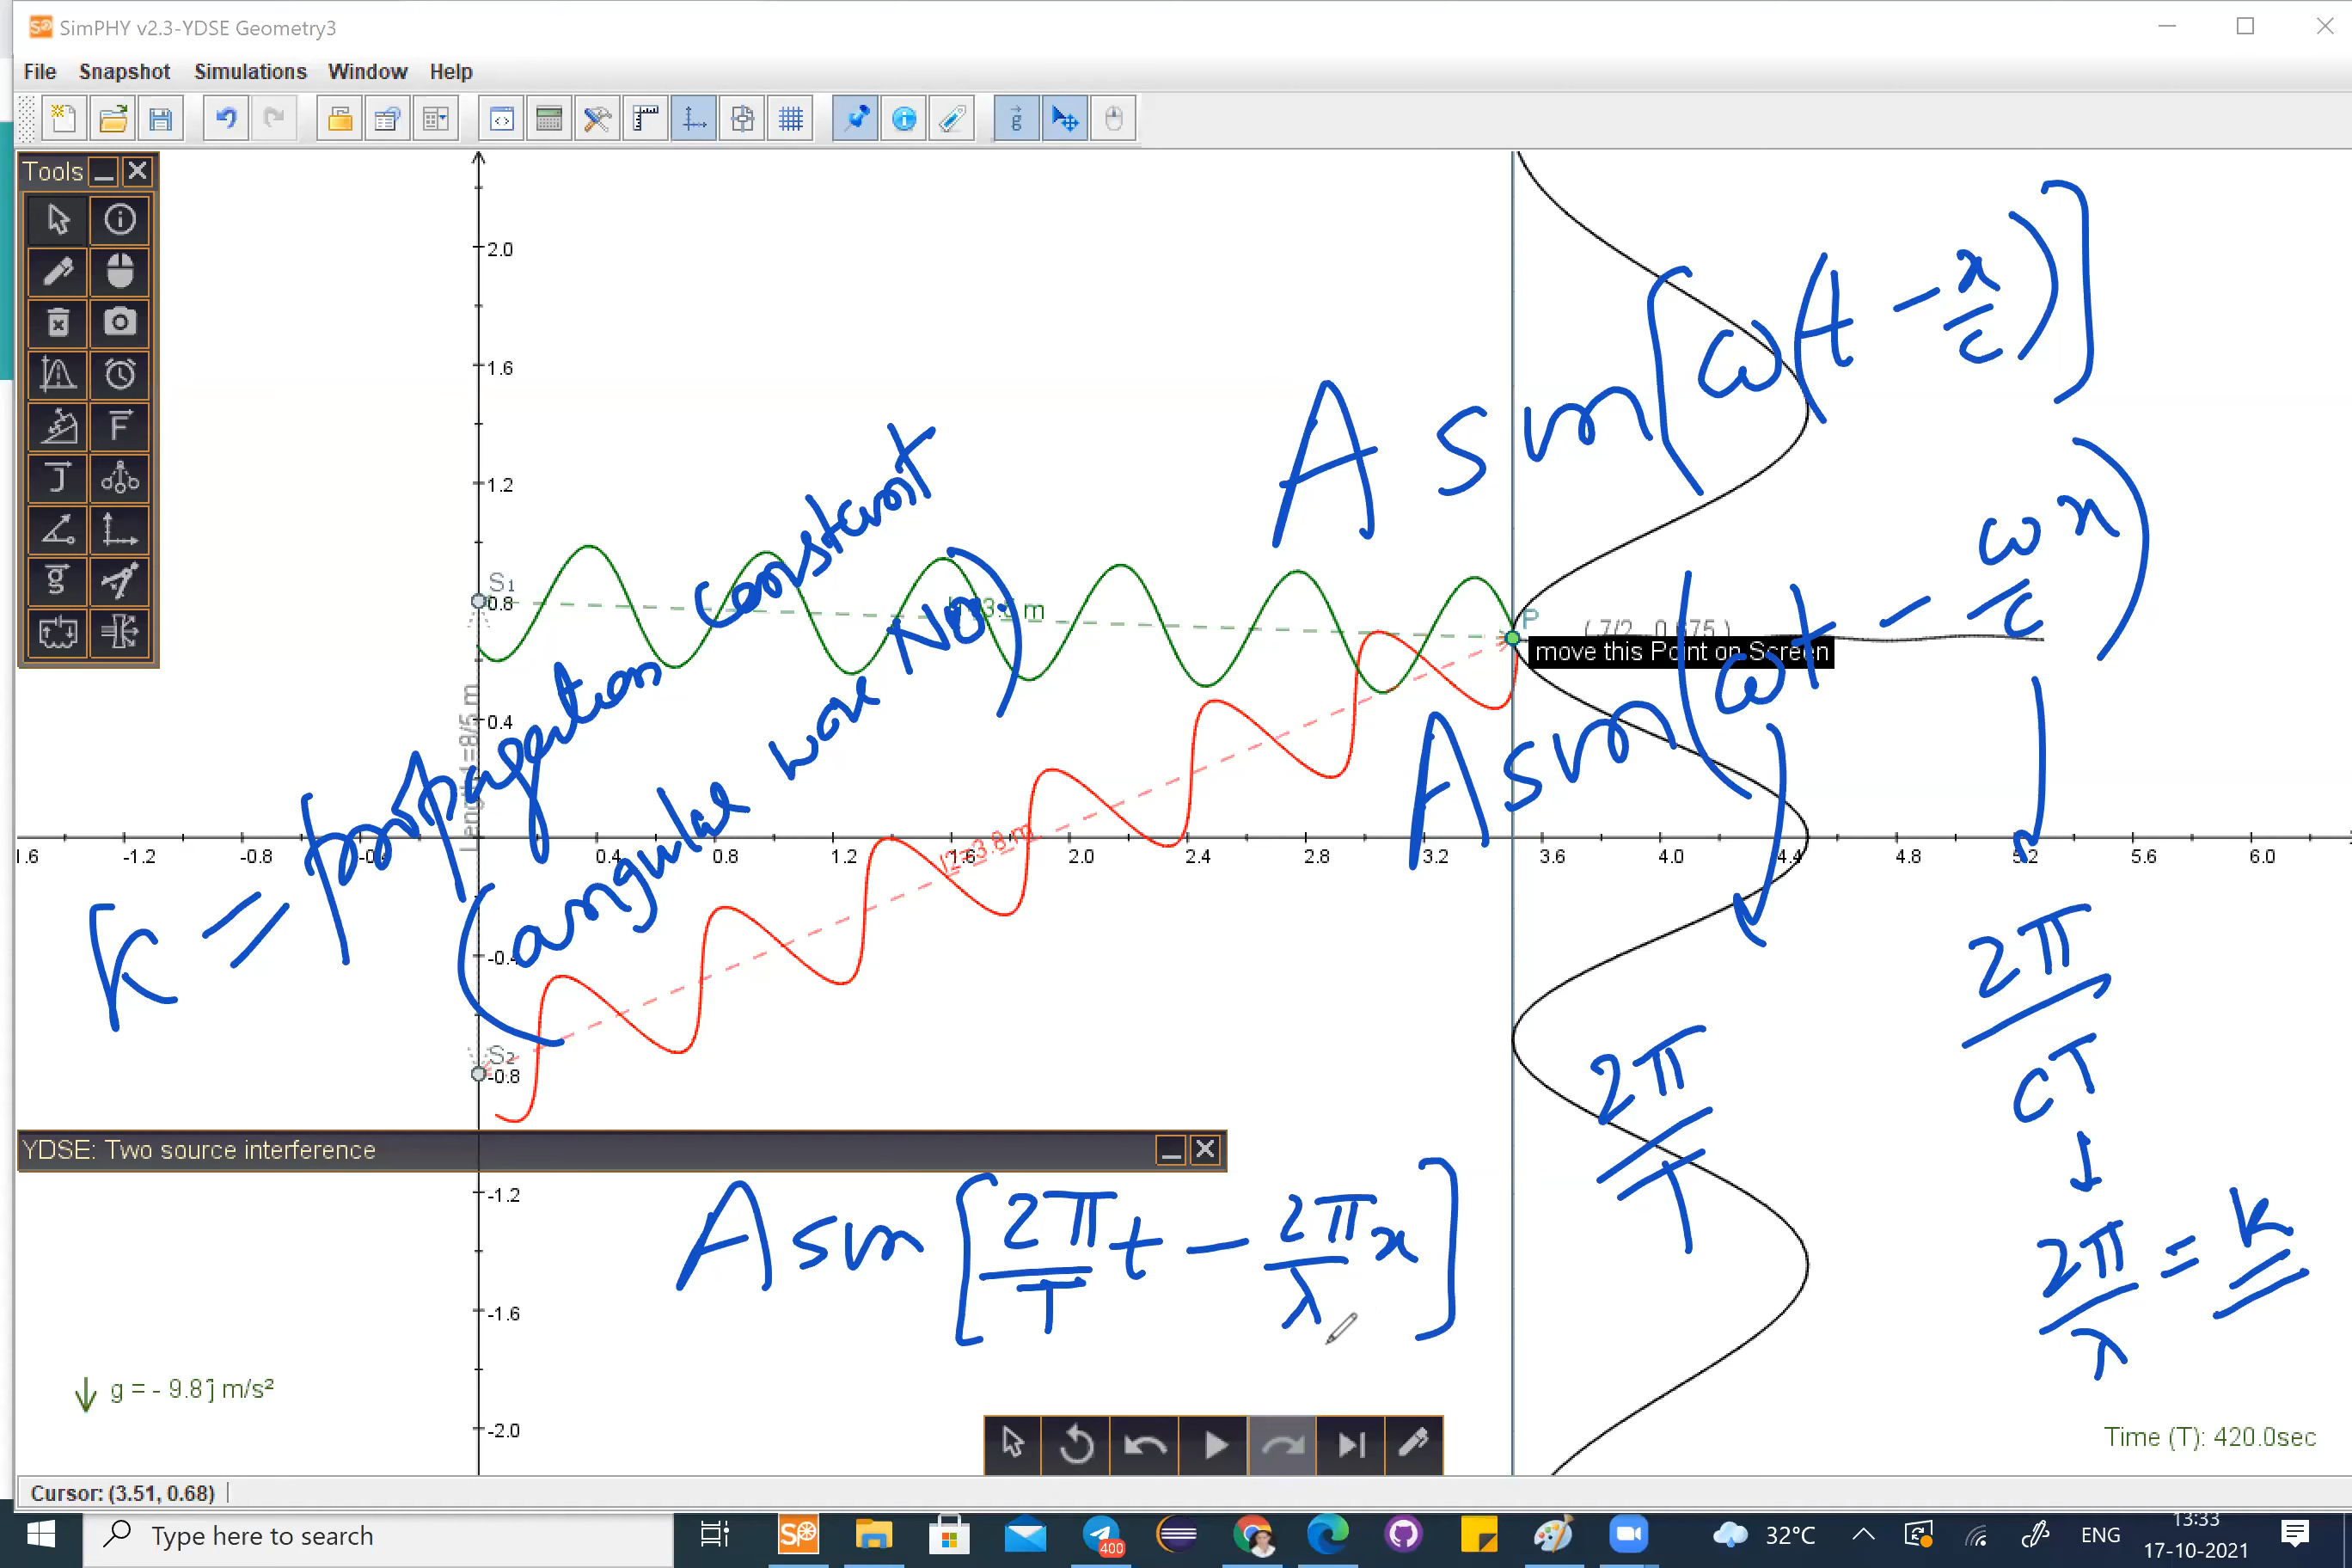 SimPHY v2.3-YDSE Geometry3
File Snapshot Simulations Window Help
Tools
2.0
1.6
1.2
0.8
0.4
-0.4
-0.8
-1.2
-1.6
-2.0
S1
S2
P
1.6 -1.2 -0.8 0.4 0.8 1.2 1.6 2.0 2.4 2.8 3.2 3.6 4.0 4.4 4.8 5.2 5.6 6.0
l2=3.8 m
move this Point on Screen
A sin[ω(t - x/c)]
A sin(ωt - ωx/c)
2π/T
2π/cT
2π/λ = k
k = propagation constant
(angular wave No.)
YDSE: Two source interference
A sin[2π/T t - 2π/λ x]
g = - 9.8ĵ m/s²
Time (T): 420.0sec
Cursor: (3.51, 0.68)
Type here to search
400
32°C
ENG
13:33
17-10-2021